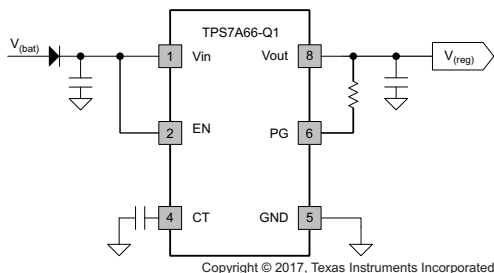 TPS7A66-Q1
V(bat)
1 Vin Vout 8
V(reg)
2 EN PG 6
4 CT GND 5
Copyright © 2017, Texas Instruments Incorporated